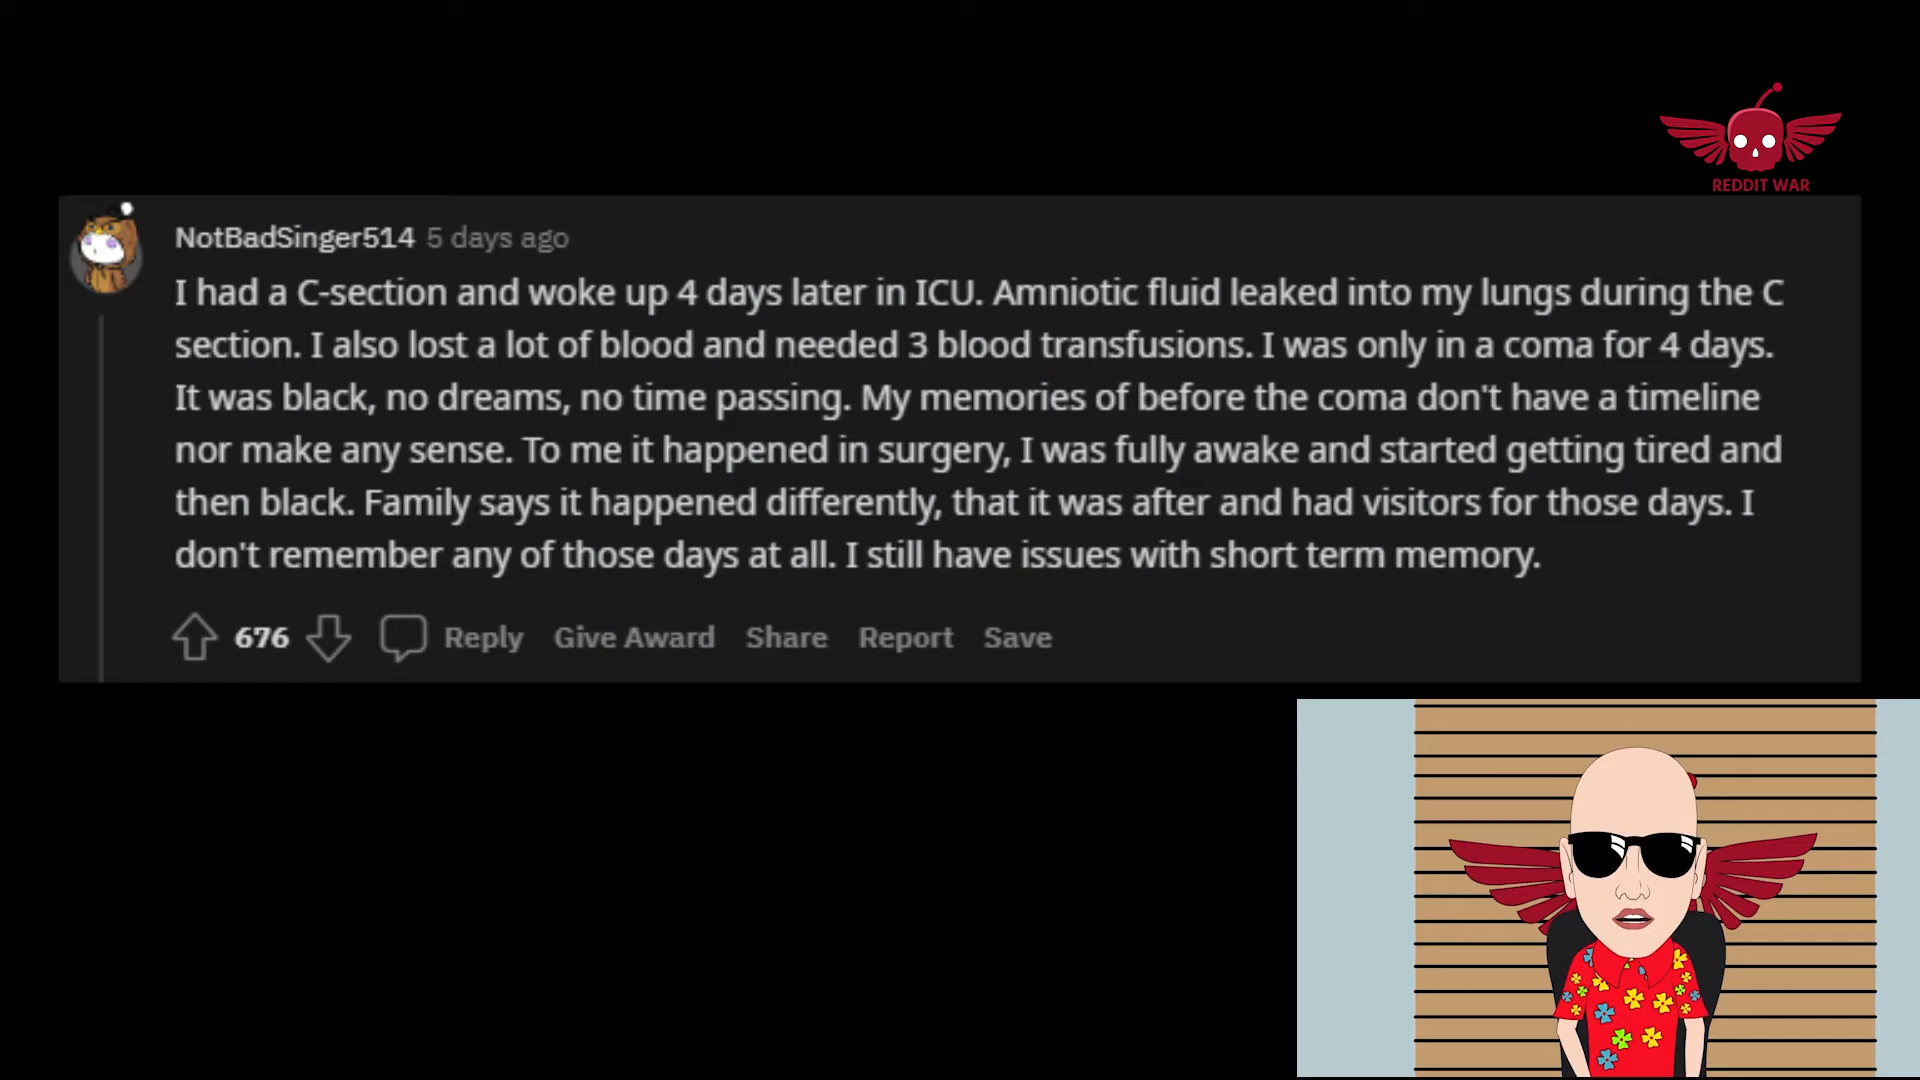 REDDIT WAR
NotBadSinger514 5 days ago
I had a C-section and woke up 4 days later in ICU. Amniotic fluid leaked into my lungs during the C
section. I also lost a lot of blood and needed 3 blood transfusions. I was only in a coma for 4 days.
It was black, no dreams, no time passing. My memories of before the coma don't have a timeline
nor make any sense. To me it happened in surgery, I was fully awake and started getting tired and
then black. Family says it happened differently, that it was after and had visitors for those days. I
don't remember any of those days at all. I still have issues with short term memory.
676 Reply Give Award Share Report Save